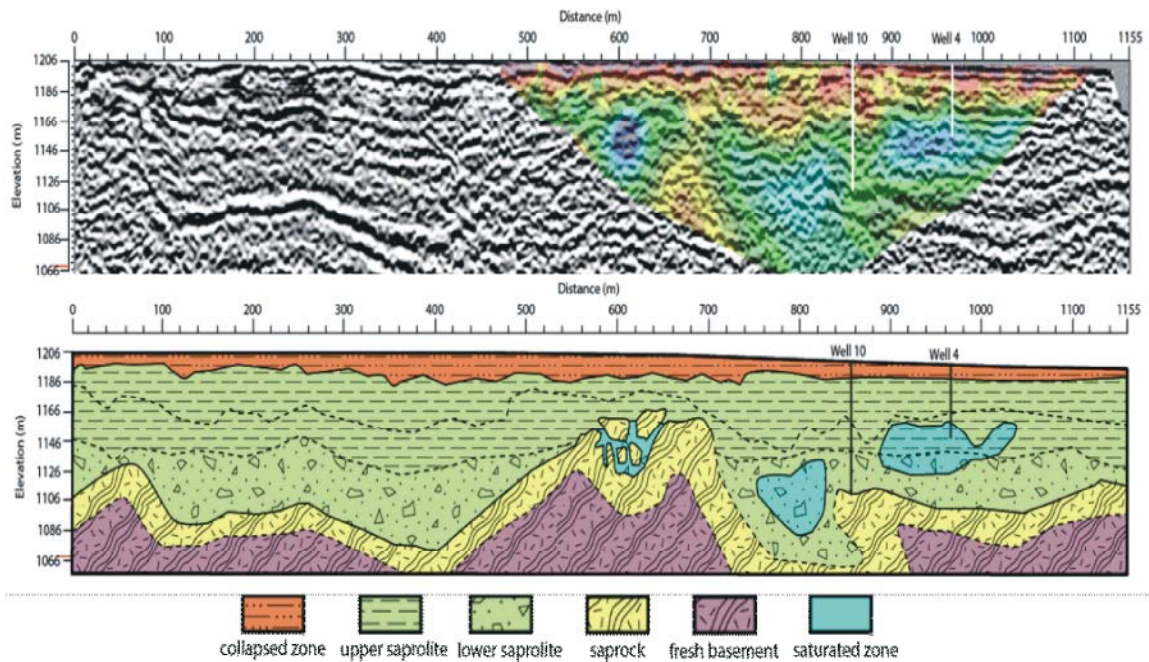 Distance (m)
0 100 200 300 400 500 600 700 800 900 1000 1100 1155
Well 10 Well 4
1206
1186
1166
1146
1126
1106
1086
1066
Elevation (m)
Distance (m)
0 100 200 300 400 500 600 700 800 900 1000 1100 1155
Well 10 Well 4
1206
1186
1166
1146
1126
1106
1086
1066
Elevation (m)
collapsed zone upper saprolite lower saprolite saprock fresh basement saturated zone